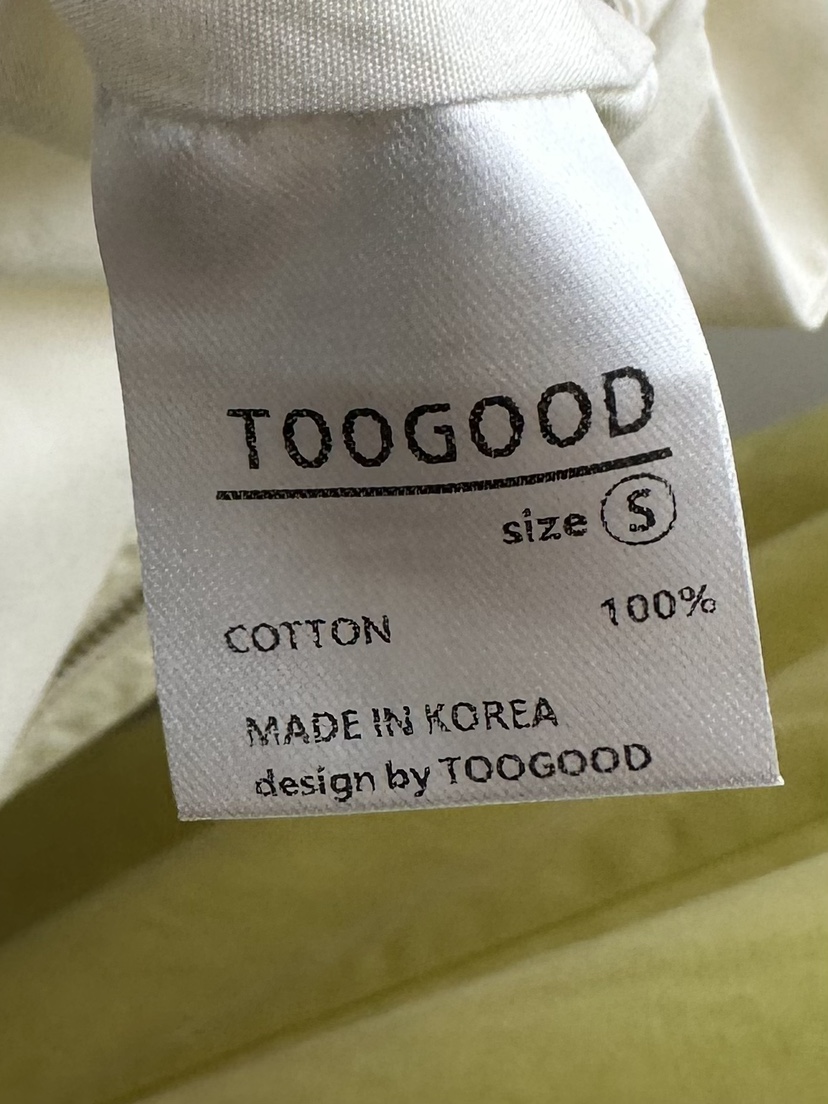 TOOGOOD
size S
COTTON 100%
MADE IN KOREA
design by TOOGOOD